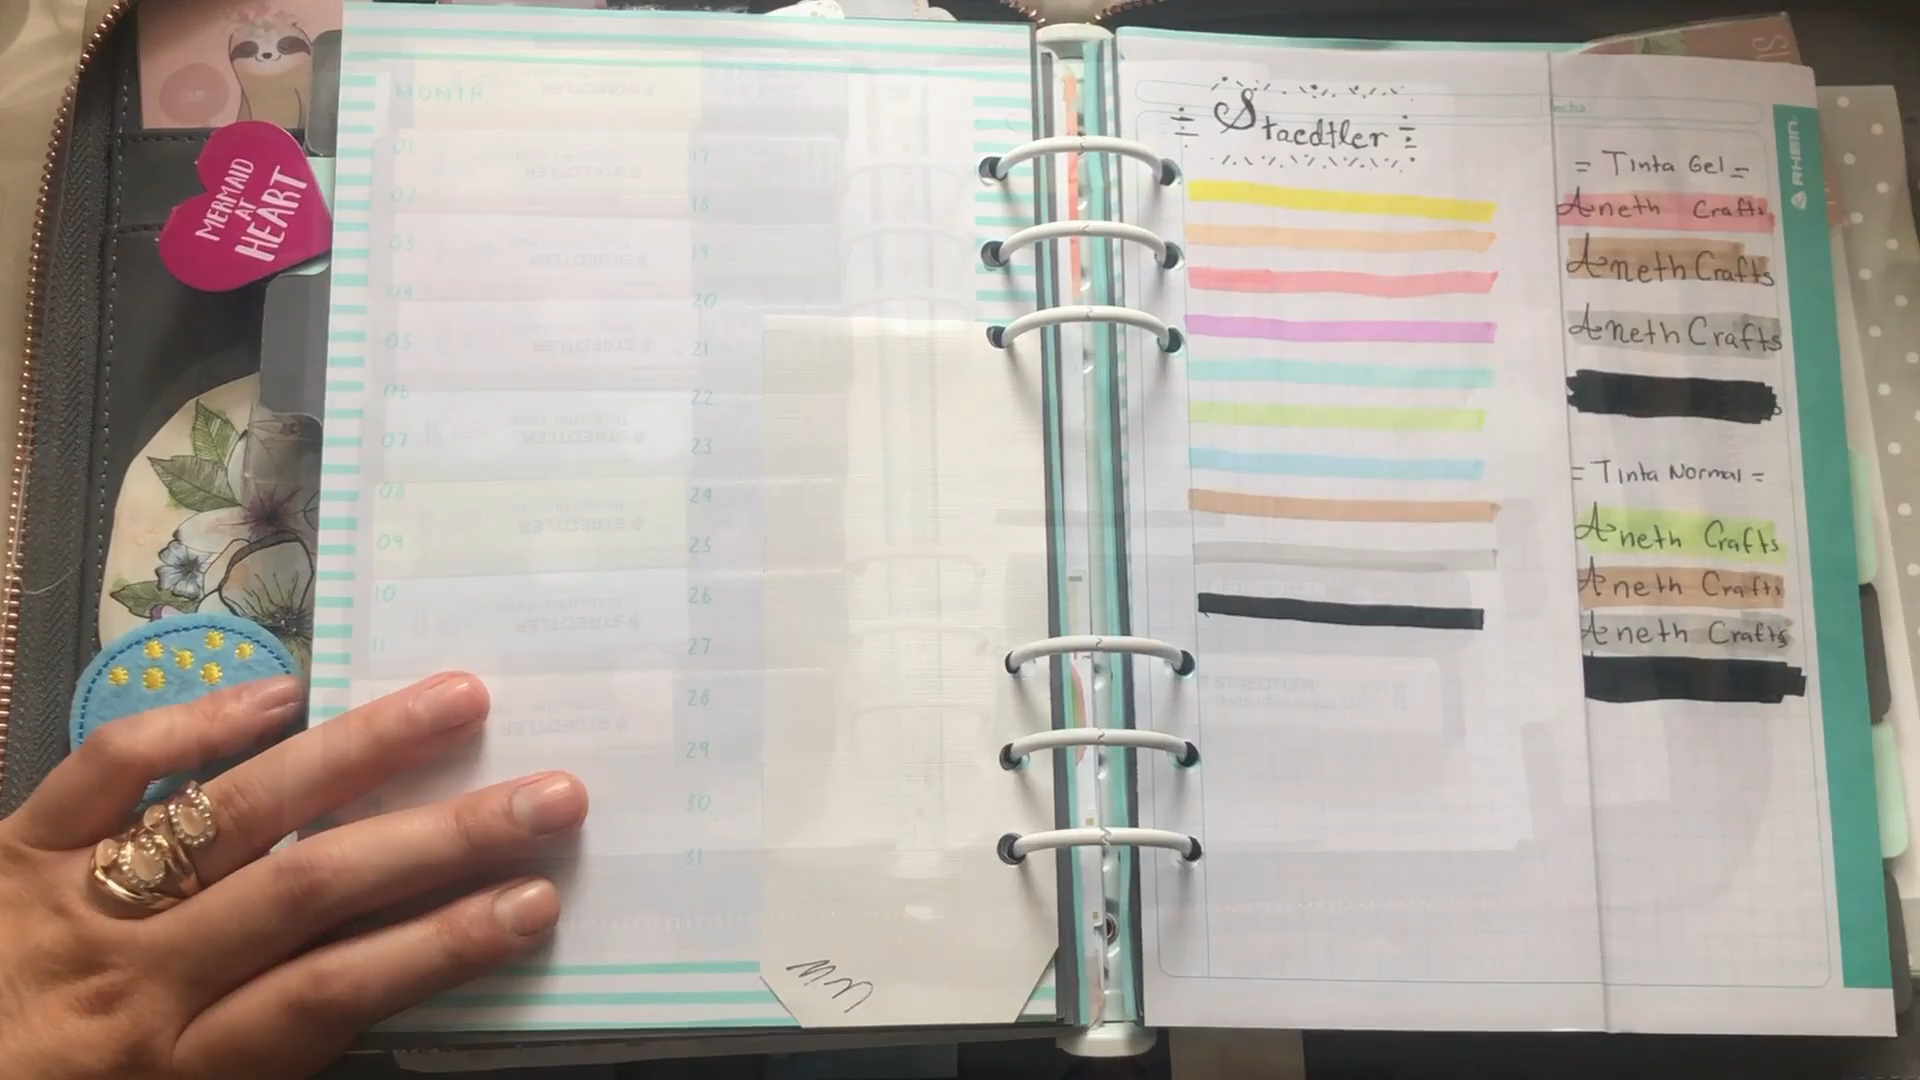 MERMAID
AT
HEART
MONTH
01
02
03
04
05
06
07
08
09
10
11
17
18
19
20
21
22
23
24
25
26
27
28
29
30
31
Staedtler
= Tinta Gel =
Aneth Crafts
Aneth Crafts
Aneth Crafts
= Tinta Normal =
Aneth Crafts
Aneth Crafts
Aneth Crafts
RHEIN